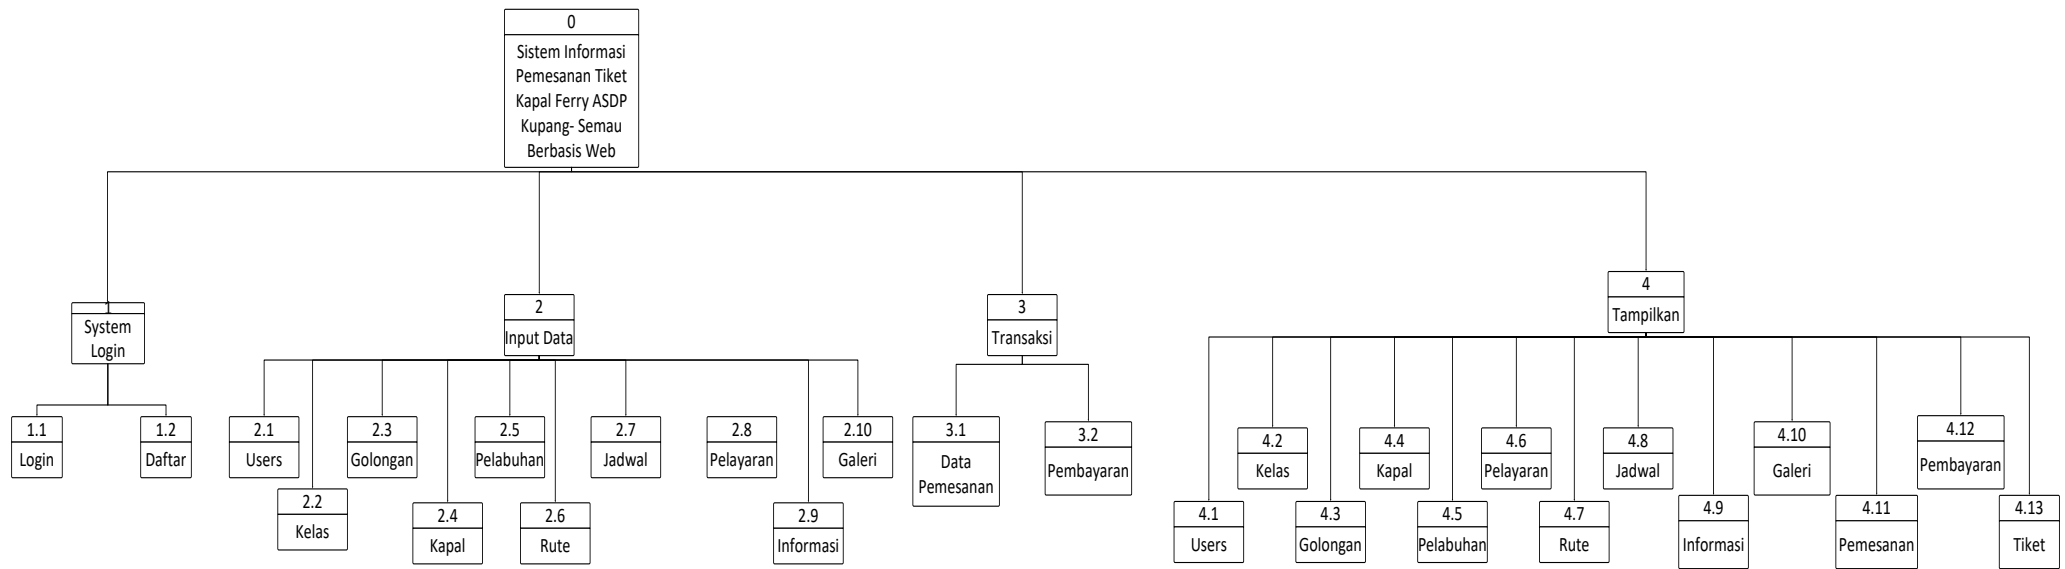 0
Sistem Informasi
Pemesanan Tiket
Kapal Ferry ASDP
Kupang- Semau
Berbasis Web
1
System
Login
2
Input Data
3
Transaksi
4
Tampilkan
1.1
Login
1.2
Daftar
2.1
Users
2.2
Kelas
2.3
Golongan
2.4
Kapal
2.5
Pelabuhan
2.6
Rute
2.7
Jadwal
2.8
Pelayaran
2.9
Informasi
2.10
Galeri
3.1
Data
Pemesanan
3.2
Pembayaran
4.1
Users
4.2
Kelas
4.3
Golongan
4.4
Kapal
4.5
Pelabuhan
4.6
Pelayaran
4.7
Rute
4.8
Jadwal
4.9
Informasi
4.10
Galeri
4.11
Pemesanan
4.12
Pembayaran
4.13
Tiket